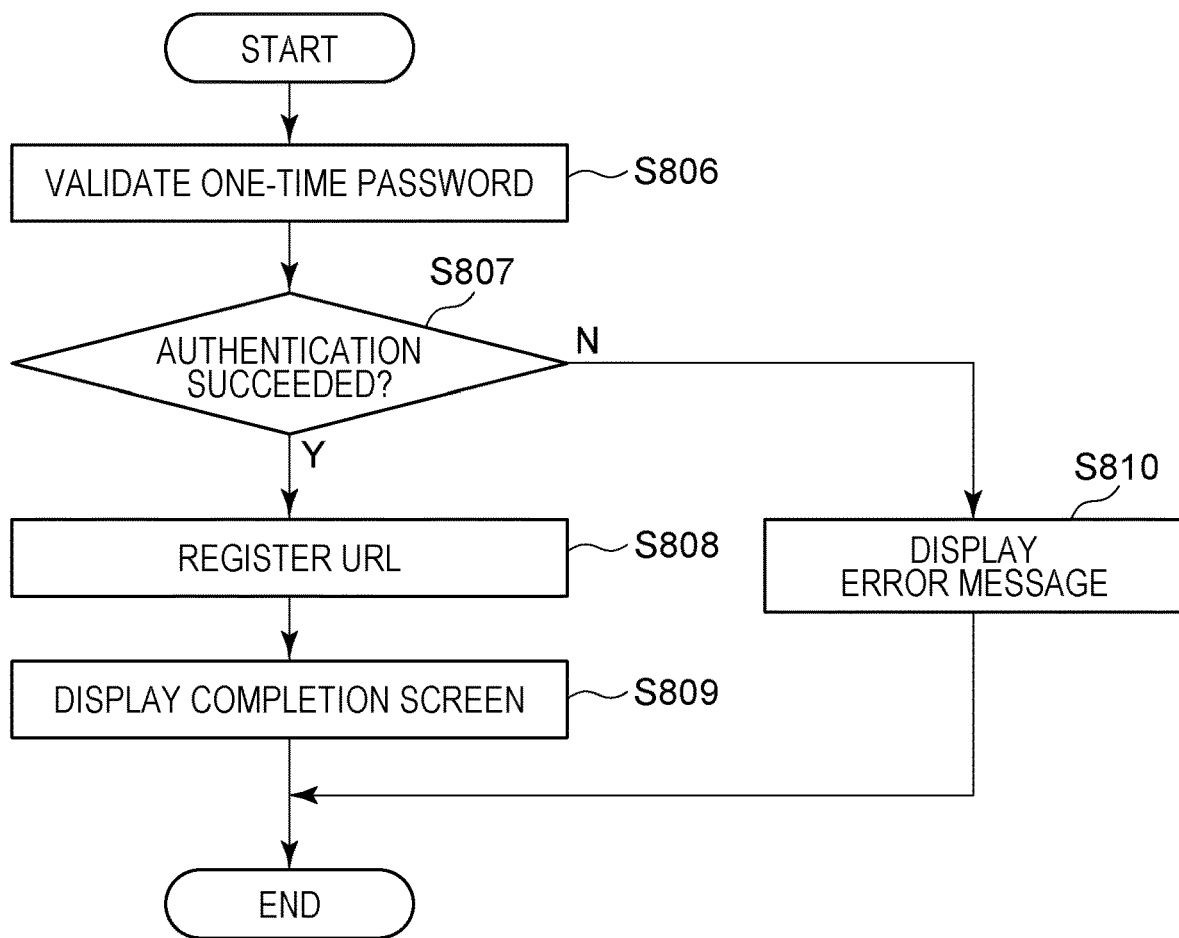 START
VALIDATE ONE-TIME PASSWORD
S806
S807
AUTHENTICATION
SUCCEEDED?
N
Y
S810
REGISTER URL
S808
DISPLAY
ERROR MESSAGE
DISPLAY COMPLETION SCREEN
S809
END